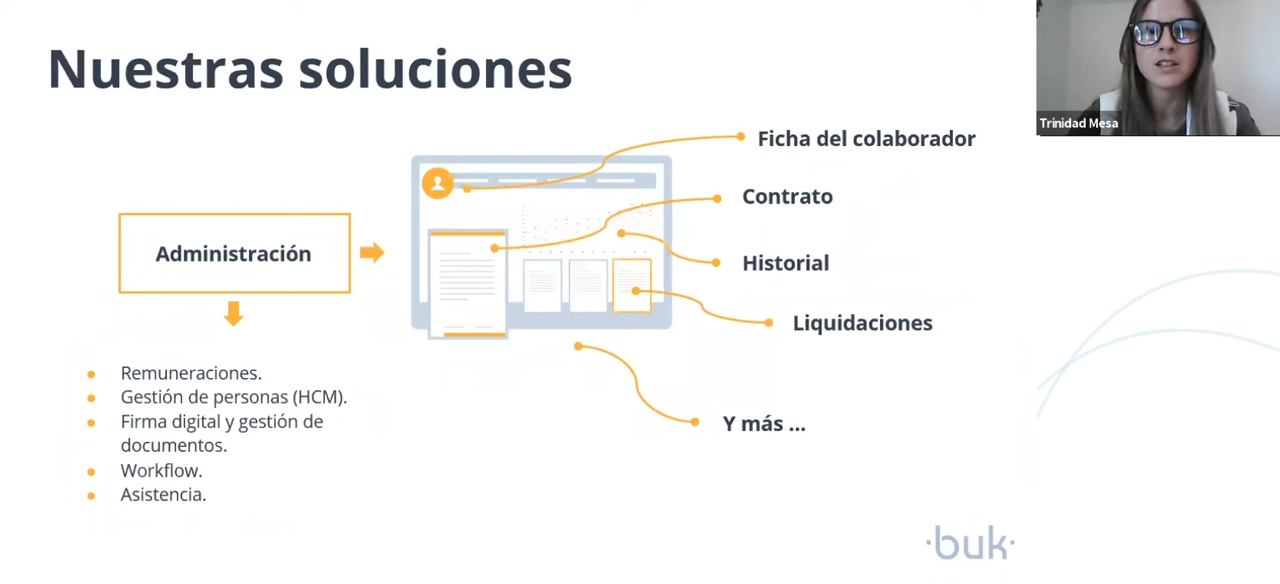 Nuestras soluciones
Trinidad Mesa
Ficha del colaborador
Contrato
Administración
Historial
Liquidaciones
Remuneraciones.
Gestión de personas (HCM).
Firma digital y gestión de
documentos.
Workflow.
Asistencia.
Y más ...
·buk·